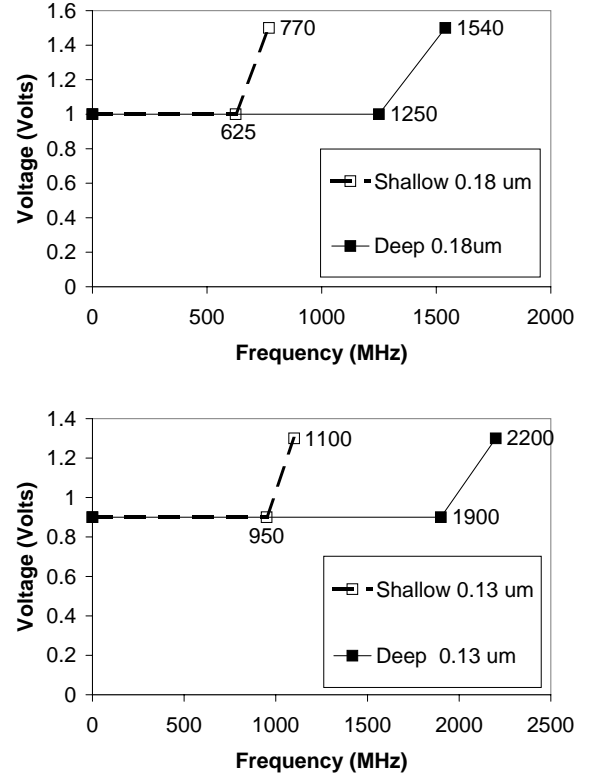 1.6
1.4
1.2
1
0.8
0.6
0.4
0.2
0
Voltage (Volts)
770
1540
625
1250
Shallow 0.18 um
Deep 0.18um
0 500 1000 1500 2000
Frequency (MHz)
1.4
1.2
1
0.8
0.6
0.4
0.2
0
Voltage (Volts)
1100
2200
950
1900
Shallow 0.13 um
Deep 0.13 um
0 500 1000 1500 2000 2500
Frequency (MHz)